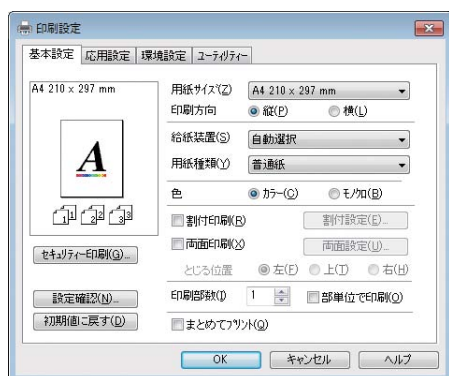 印刷設定
基本設定 応用設定 環境設定 ユーティリティー
A4 210 x 297 mm
A
1 1 2 2 3 3
セキュリティー印刷(G)...
設定確認(N)...
初期値に戻す(D)
用紙サイズ(Z) A4 210 x 297 mm
印刷方向 縦(P) 横(L)
給紙装置(S) 自動選択
用紙種類(Y) 普通紙
色 カラー(C) モノクロ(B)
割付印刷(R) 割付設定(E)...
両面印刷(X) 両面設定(U)...
とじる位置 左(F) 上(T) 右(H)
印刷部数(I) 1 部単位で印刷(O)
まとめてプリント(Q)
OK キャンセル ヘルプ